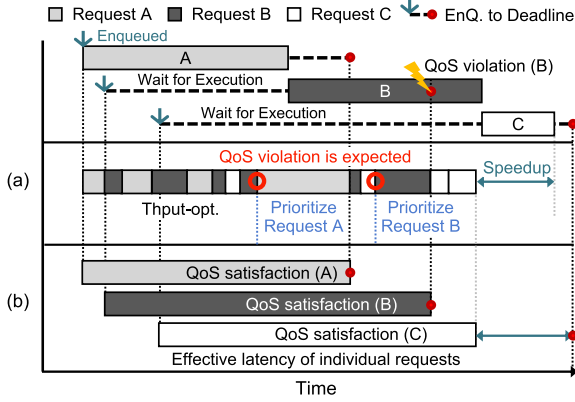 Request A Request B Request C EnQ. to Deadline
Enqueued
A
Wait for Execution
QoS violation (B)
B
Wait for Execution
C
QoS violation is expected
(a)
Speedup
Thput-opt.
Prioritize
Request A
Prioritize
Request B
QoS satisfaction (A)
(b)
QoS satisfaction (B)
QoS satisfaction (C)
Effective latency of individual requests
Time